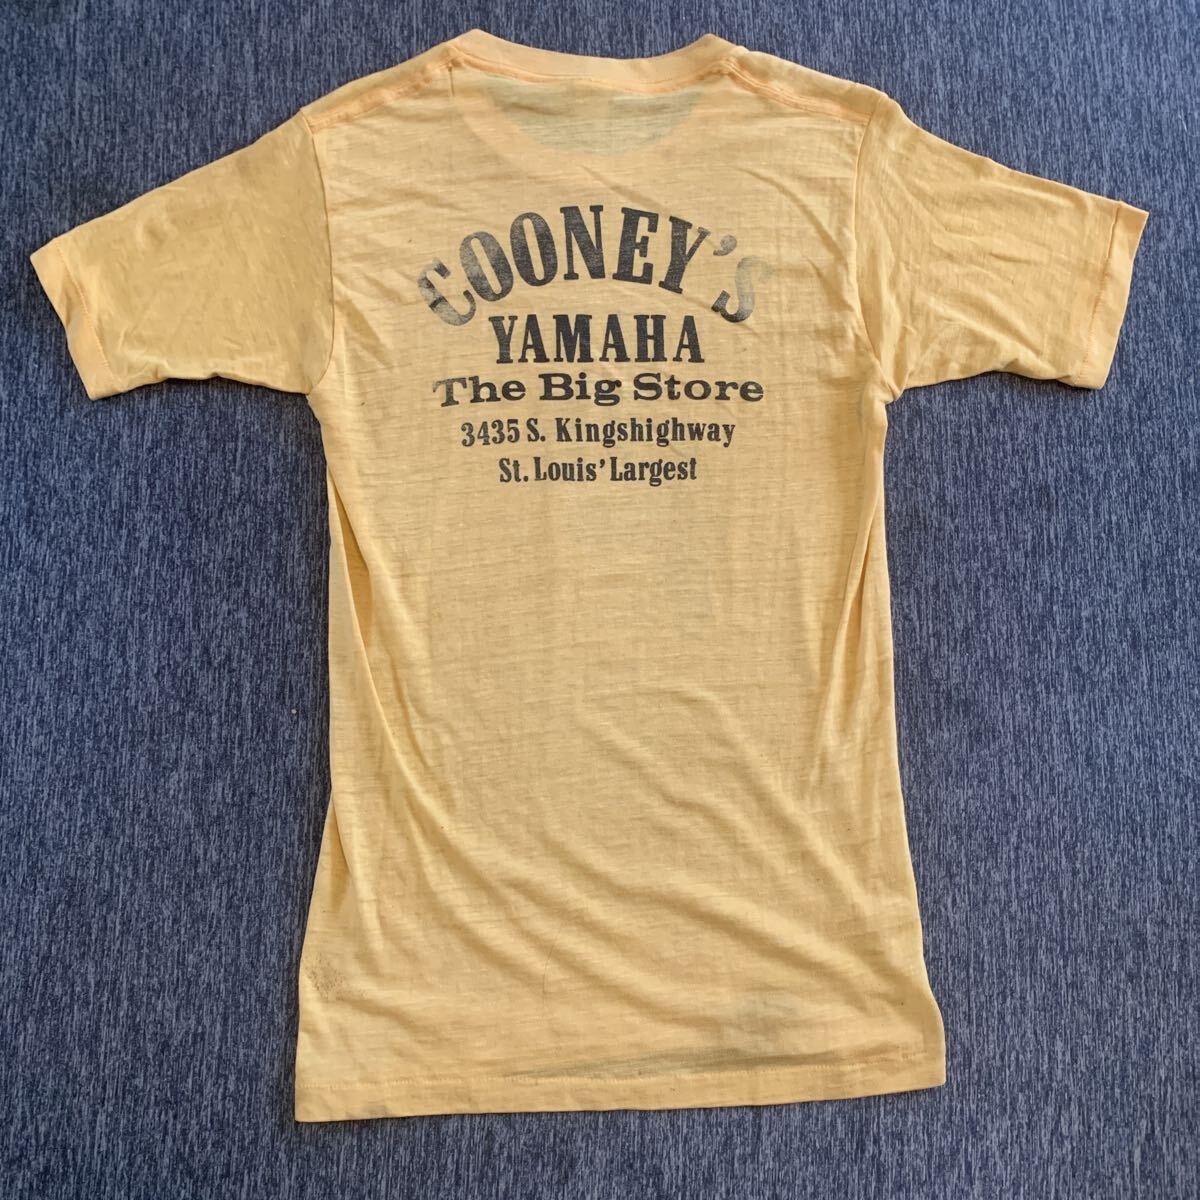 COONEY'S
YAMAHA
The Big Store
3435 S. Kingshighway
St. Louis' Largest